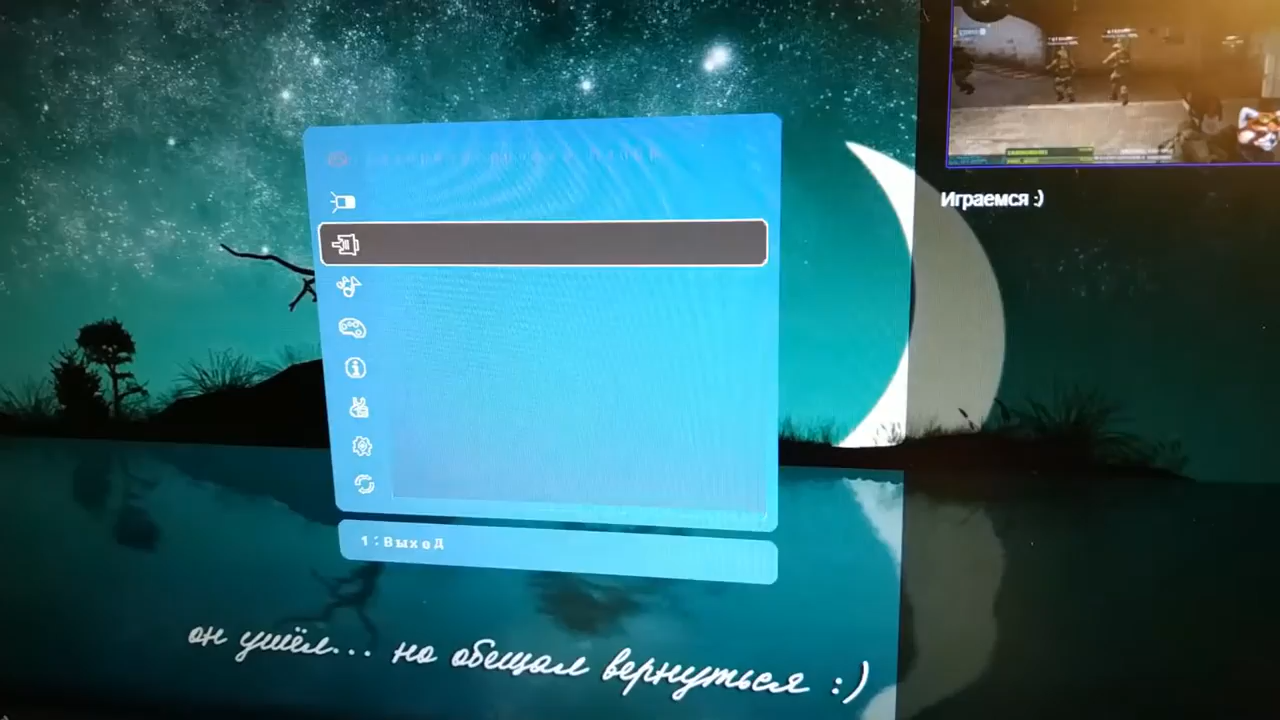 Играемся :)
1:Выход
он ушёл... но обещал вернуться :)